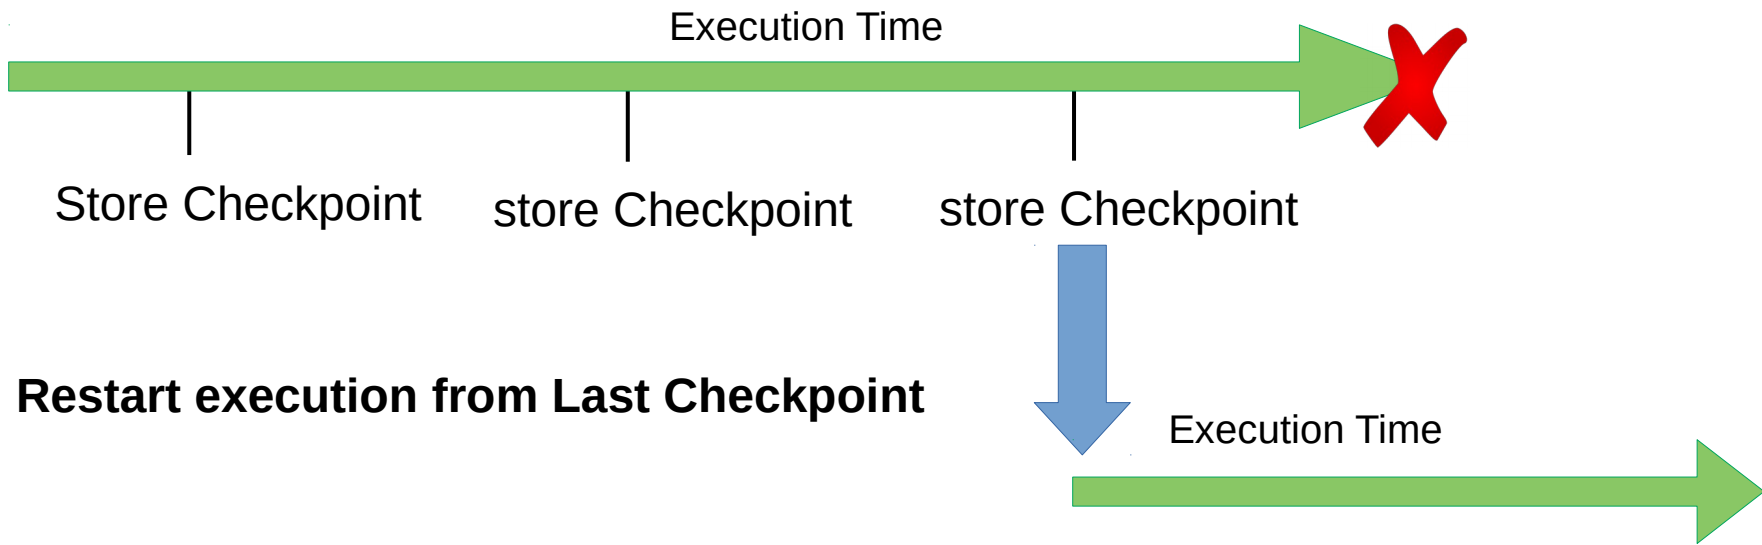 Execution Time
Store Checkpoint
store Checkpoint
store Checkpoint
Restart execution from Last Checkpoint
Execution Time